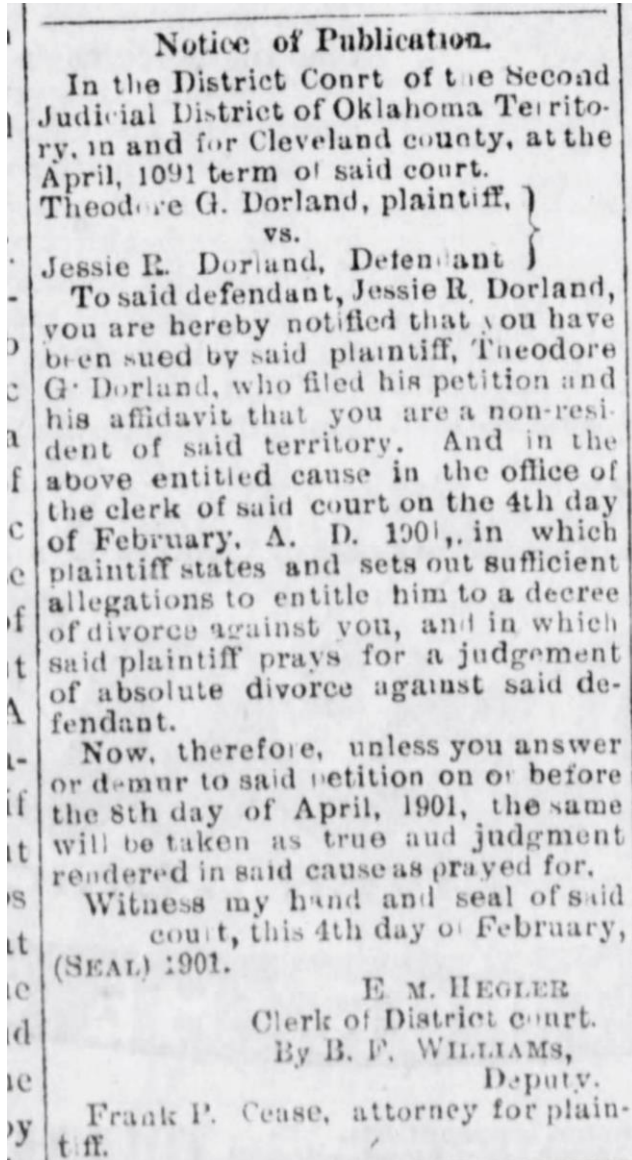 Notice of Publication.
In the District Conrt of the Second
Judicial District of Oklahoma Territo-
ry, in and for Cleveland county, at the
April, 1091 term of said court.
Theodore G. Dorland, plaintiff,
vs.
Jessie R. Dorland, Defendant
To said defendant, Jessie R. Dorland,
you are hereby notified that you have
been sued by said plaintiff, Theodore
G. Dorland, who filed his petition and
his affidavit that you are a non-resi-
dent of said territory. And in the
above entitled cause in the office of
the clerk of said court on the 4th day
of February, A. D. 1901,. in which
plaintiff states and sets out sufficient
allegations to entitle him to a decree
of divorce against you, and in which
said plaintiff prays for a judgement
of absolute divorce against said de-
fendant.
Now, therefore, unless you answer
or demur to said petition on or before
the 8th day of April, 1901, the same
will be taken as true aud judgment
rendered in said cause as prayed for.
Witness my hand and seal of said
court, this 4th day of February,
(SEAL) 1901.
E. M. HEGLER
Clerk of District court.
By B. F. WILLIAMS,
Deputy.
Frank P. Cease, attorney for plain-
tiff.